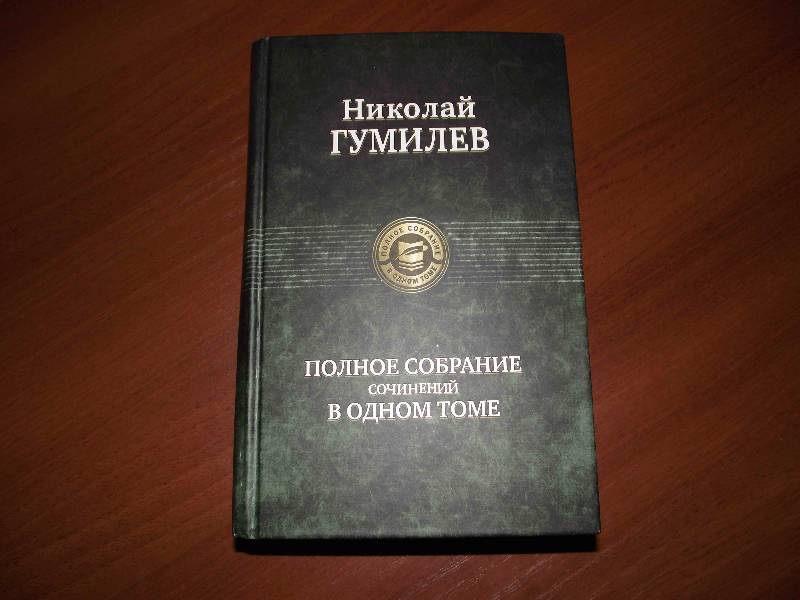 Николай
ГУМИЛЕВ
ПОЛНОЕ СОБРАНИЕ
В ОДНОМ ТОМЕ
ПОЛНОЕ СОБРАНИЕ
СОЧИНЕНИЙ
В ОДНОМ ТОМЕ